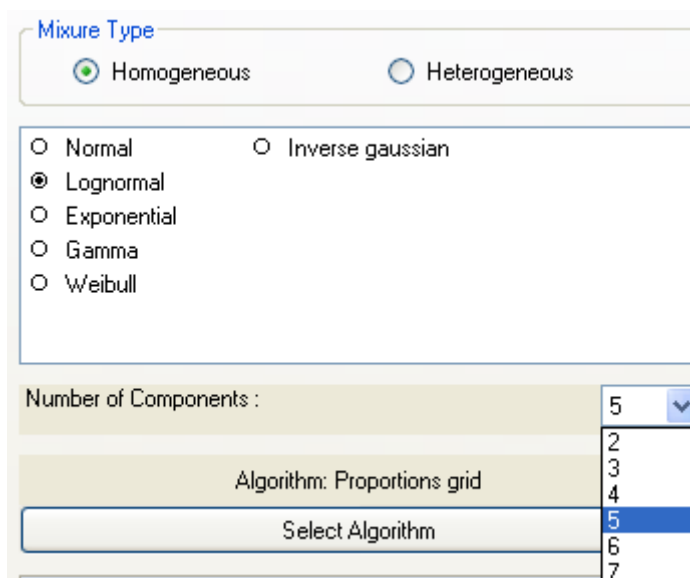 Mixure Type
Homogeneous Heterogeneous
Normal Inverse gaussian
Lognormal
Exponential
Gamma
Weibull
Number of Components : 5
2
3
Algorithm: Proportions grid
4
Select Algorithm 5
6
7